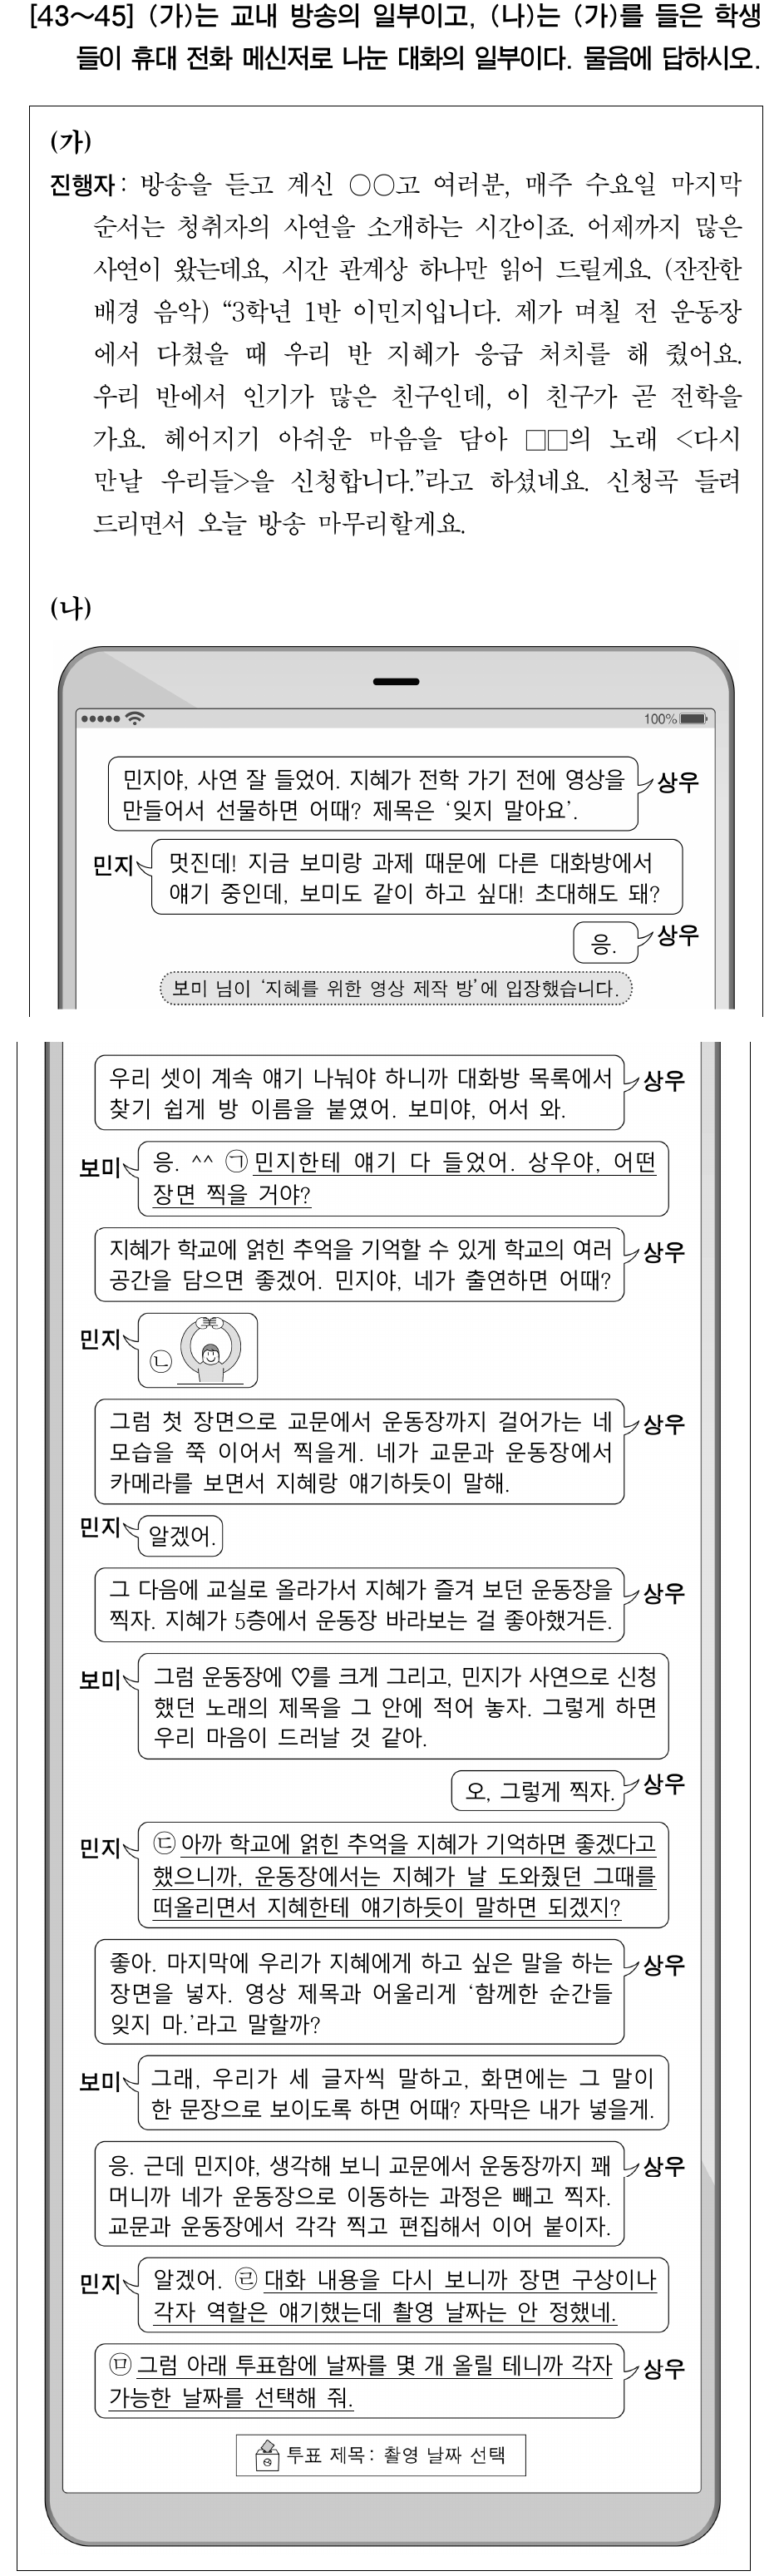 [43~45] (가)는 교내 방송의 일부이고, (나)는 (가)를 들은 학생
들이 휴대 전화 메신저로 나눈 대화의 일부이다. 물음에 답하시오.
(가)
진행자 : 방송을 듣고 계신 ○○고 여러분, 매주 수요일 마지막
순서는 청취자의 사연을 소개하는 시간이죠. 어제까지 많은
사연이 왔는데요, 시간 관계상 하나만 읽어 드릴게요. (잔잔한
배경 음악) “3학년 1반 이민지입니다. 제가 며칠 전 운동장
에서 다쳤을 때 우리 반 지혜가 응급 처치를 해 줬어요.
우리 반에서 인기가 많은 친구인데, 이 친구가 곧 전학을
가요. 헤어지기 아쉬운 마음을 담아 □□의 노래 <다시
만날 우리들>을 신청합니다.”라고 하셨네요. 신청곡 들려
드리면서 오늘 방송 마무리할게요.
(나)
100%
민지야, 사연 잘 들었어. 지혜가 전학 가기 전에 영상을 상우
만들어서 선물하면 어때? 제목은 ‘잊지 말아요’.
민지 멋진데! 지금 보미랑 과제 때문에 다른 대화방에서
얘기 중인데, 보미도 같이 하고 싶대! 초대해도 돼?
응. 상우
보미 님이 ‘지혜를 위한 영상 제작 방’에 입장했습니다.
우리 셋이 계속 얘기 나눠야 하니까 대화방 목록에서 상우
찾기 쉽게 방 이름을 붙였어. 보미야, 어서 와.
보미 응. ^^ ㉠ 민지한테 얘기 다 들었어. 상우야, 어떤
장면 찍을 거야?
지혜가 학교에 얽힌 추억을 기억할 수 있게 학교의 여러 상우
공간을 담으면 좋겠어. 민지야, 네가 출연하면 어때?
민지 ㉡
그럼 첫 장면으로 교문에서 운동장까지 걸어가는 네 상우
모습을 쭉 이어서 찍을게. 네가 교문과 운동장에서
카메라를 보면서 지혜랑 얘기하듯이 말해.
민지 알겠어.
그 다음에 교실로 올라가서 지혜가 즐겨 보던 운동장을 상우
찍자. 지혜가 5층에서 운동장 바라보는 걸 좋아했거든.
보미 그럼 운동장에 ♡를 크게 그리고, 민지가 사연으로 신청
했던 노래의 제목을 그 안에 적어 놓자. 그렇게 하면
우리 마음이 드러날 것 같아.
오, 그렇게 찍자. 상우
민지 ㉢ 아까 학교에 얽힌 추억을 지혜가 기억하면 좋겠다고
했으니까, 운동장에서는 지혜가 날 도와줬던 그때를
떠올리면서 지혜한테 얘기하듯이 말하면 되겠지?
좋아. 마지막에 우리가 지혜에게 하고 싶은 말을 하는 상우
장면을 넣자. 영상 제목과 어울리게 ‘함께한 순간들
잊지 마.’라고 말할까?
보미 그래, 우리가 세 글자씩 말하고, 화면에는 그 말이
한 문장으로 보이도록 하면 어때? 자막은 내가 넣을게.
응. 근데 민지야, 생각해 보니 교문에서 운동장까지 꽤 상우
머니까 네가 운동장으로 이동하는 과정은 빼고 찍자.
교문과 운동장에서 각각 찍고 편집해서 이어 붙이자.
민지 알겠어. ㉣ 대화 내용을 다시 보니까 장면 구상이나
각자 역할은 얘기했는데 촬영 날짜는 안 정했네.
㉤ 그럼 아래 투표함에 날짜를 몇 개 올릴 테니까 각자 상우
가능한 날짜를 선택해 줘.
투표 제목 : 촬영 날짜 선택